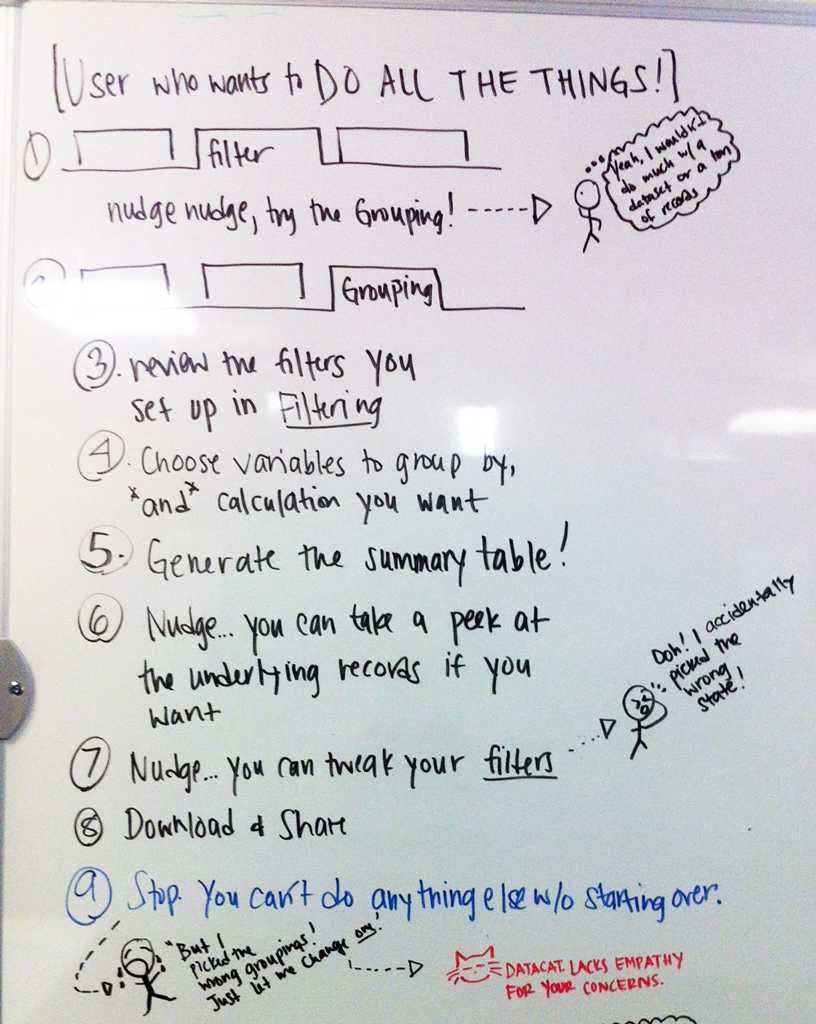 [User who wants to DO ALL THE THINGS!]
1
filter
Yeah, I wouldn't
do much w/a
dataset or a ton
of records
nudge nudge, try the Grouping!
2
Grouping
3. review the filters you
set up in Filtering
4. Choose variables to group by,
*and* calculation you want
5. Generate the summary table!
6 Nudge... you can take a peek at
the underlying records if you
want
Doh! I accidentally
picked the
wrong
state!
7 Nudge... you can tweak your filters
8 Download & Share
9 Stop. You can't do anything else w/o starting over.
"But I
picked the
wrong groupings!
Just let me change one!
DATACAT LACKS EMPATHY
FOR YOUR CONCERNS.